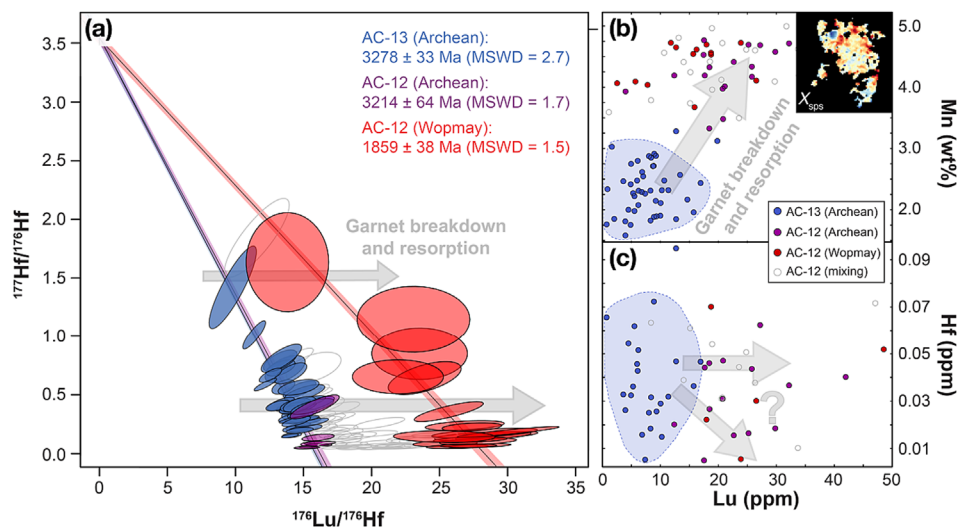 (a)
AC-13 (Archean):
3278 ± 33 Ma (MSWD = 2.7)
AC-12 (Archean):
3214 ± 64 Ma (MSWD = 1.7)
AC-12 (Wopmay):
1859 ± 38 Ma (MSWD = 1.5)
Garnet breakdown
and resorption
3.5
3.0
2.5
2.0
1.5
1.0
0.5
0.0
¹⁷⁷Hf/¹⁷⁶Hf
0 5 10 15 20 25 30 35
¹⁷⁶Lu/¹⁷⁶Hf
(b)
Xsps
Garnet breakdown
and resorption
5.0
4.0
3.0
2.0
Mn (wt%)
AC-13 (Archean)
AC-12 (Archean)
AC-12 (Wopmay)
AC-12 (mixing)
(c)
?
0.09
0.07
0.05
0.03
0.01
Hf (ppm)
0 10 20 30 40 50
Lu (ppm)